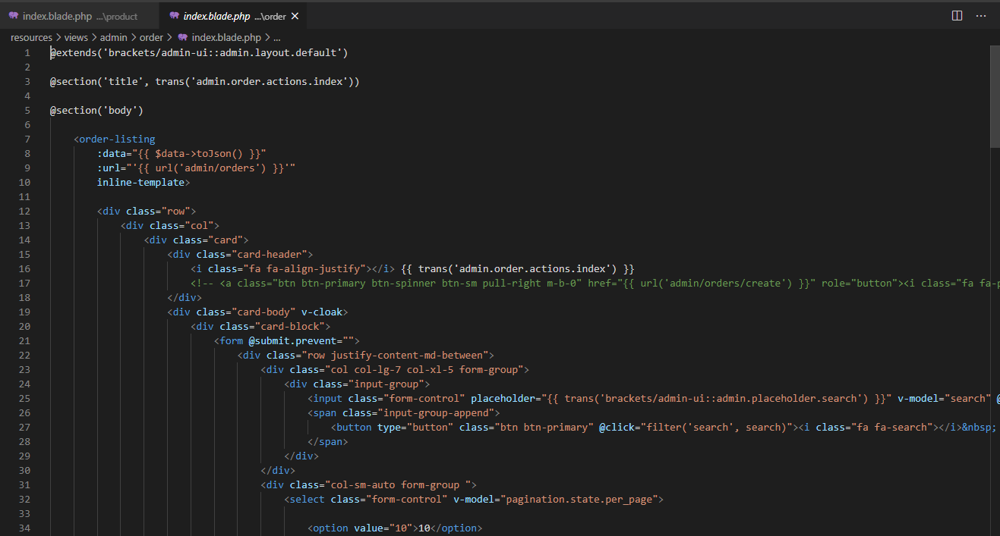 index.blade.php ...\product index.blade.php ...\order
resources > views > admin > order > index.blade.php > ...
1 @extends('brackets/admin-ui::admin.layout.default')
2
3 @section('title', trans('admin.order.actions.index'))
4
5 @section('body')
6
7 <order-listing
8 :data="{{ $data->toJson() }}"
9 :url="'{{ url('admin/orders') }}'"
10 inline-template>
11
12 <div class="row">
13 <div class="col">
14 <div class="card">
15 <div class="card-header">
16 <i class="fa fa-align-justify"></i> {{ trans('admin.order.actions.index') }}
17 <!-- <a class="btn btn-primary btn-spinner btn-sm pull-right m-b-0" href="{{ url('admin/orders/create') }}" role="button"><i class="fa fa-p
18 </div>
19 <div class="card-body" v-cloak>
20 <div class="card-block">
21 <form @submit.prevent="">
22 <div class="row justify-content-md-between">
23 <div class="col col-lg-7 col-xl-5 form-group">
24 <div class="input-group">
25 <input class="form-control" placeholder="{{ trans('brackets/admin-ui::admin.placeholder.search') }}" v-model="search" @
26 <span class="input-group-append">
27 <button type="button" class="btn btn-primary" @click="filter('search', search)"><i class="fa fa-search"></i>&nbsp;
28 </span>
29 </div>
30 </div>
31 <div class="col-sm-auto form-group ">
32 <select class="form-control" v-model="pagination.state.per_page">
33
34 <option value="10">10</option>